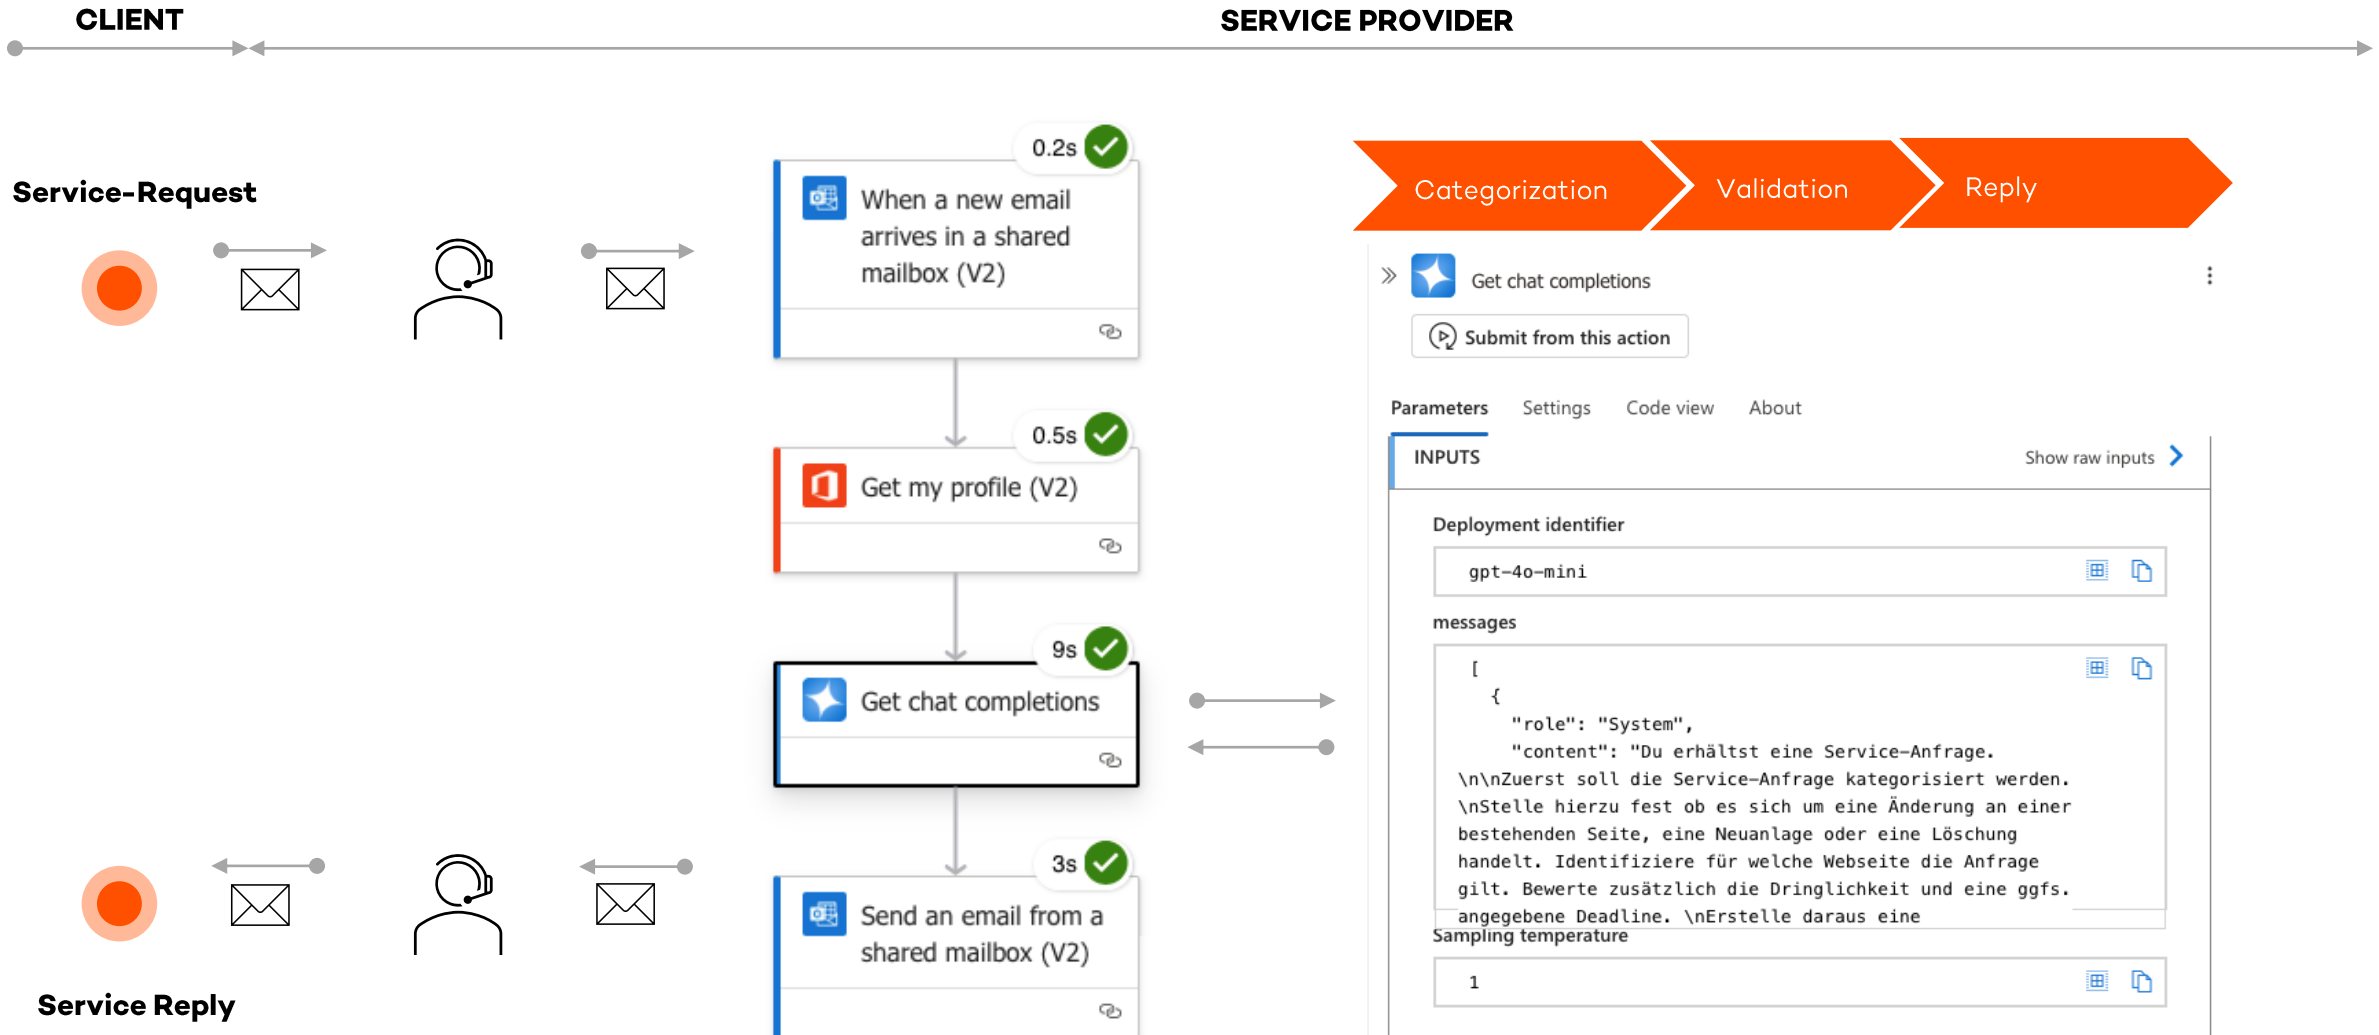 CLIENT
SERVICE PROVIDER
Service-Request
0.2s
When a new email
arrives in a shared
mailbox (V2)
0.5s
Get my profile (V2)
9s
Get chat completions
3s
Send an email from a
shared mailbox (V2)
Service Reply
Categorization
Validation
Reply
Get chat completions
Submit from this action
Parameters
Settings
Code view
About
INPUTS
Show raw inputs
Deployment identifier
gpt-4o-mini
messages
[
{
"role": "System",
"content": "Du erhältst eine Service-Anfrage.
\n\nZuerst soll die Service-Anfrage kategorisiert werden.
\nStelle hierzu fest ob es sich um eine Änderung an einer
bestehenden Seite, eine Neuanlage oder eine Löschung
handelt. Identifiziere für welche Webseite die Anfrage
gilt. Bewerte zusätzlich die Dringlichkeit und eine ggfs.
angegebene Deadline. \nErstelle daraus eine
Sampling temperature
1